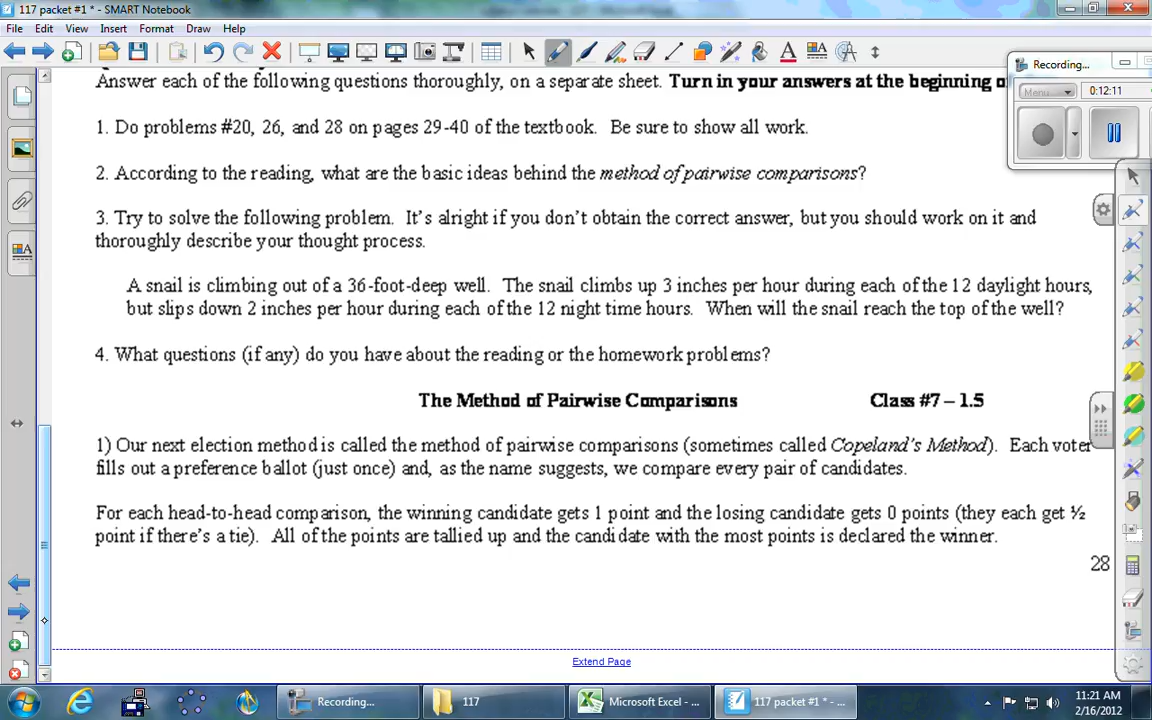 117 packet #1 * - SMART Notebook
File Edit View Insert Format Draw Help
Recording...
Menu
0:12:11
Answer each of the following questions thoroughly, on a separate sheet. Turn in your answers at the beginning
1. Do problems #20, 26, and 28 on pages 29-40 of the textbook. Be sure to show all work.
2. According to the reading, what are the basic ideas behind the method of pairwise comparisons?
3. Try to solve the following problem. It's alright if you don't obtain the correct answer, but you should work on it and
thoroughly describe your thought process.
A snail is climbing out of a 36-foot-deep well. The snail climbs up 3 inches per hour during each of the 12 daylight hours,
but slips down 2 inches per hour during each of the 12 night time hours. When will the snail reach the top of the well?
4. What questions (if any) do you have about the reading or the homework problems?
The Method of Pairwise Comparisons Class #7 – 1.5
1) Our next election method is called the method of pairwise comparisons (sometimes called Copeland's Method). Each voter
fills out a preference ballot (just once) and, as the name suggests, we compare every pair of candidates.
For each head-to-head comparison, the winning candidate gets 1 point and the losing candidate gets 0 points (they each get ½
point if there's a tie). All of the points are tallied up and the candidate with the most points is declared the winner.
28
Extend Page
Recording...
117
Microsoft Excel - ...
117 packet #1 * - ...
11:21 AM
2/16/2012